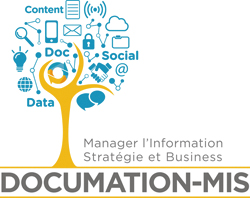 Content
Doc
Social
@
Data
Manager l'Information
Stratégie et Business
DOCUMATION-MIS